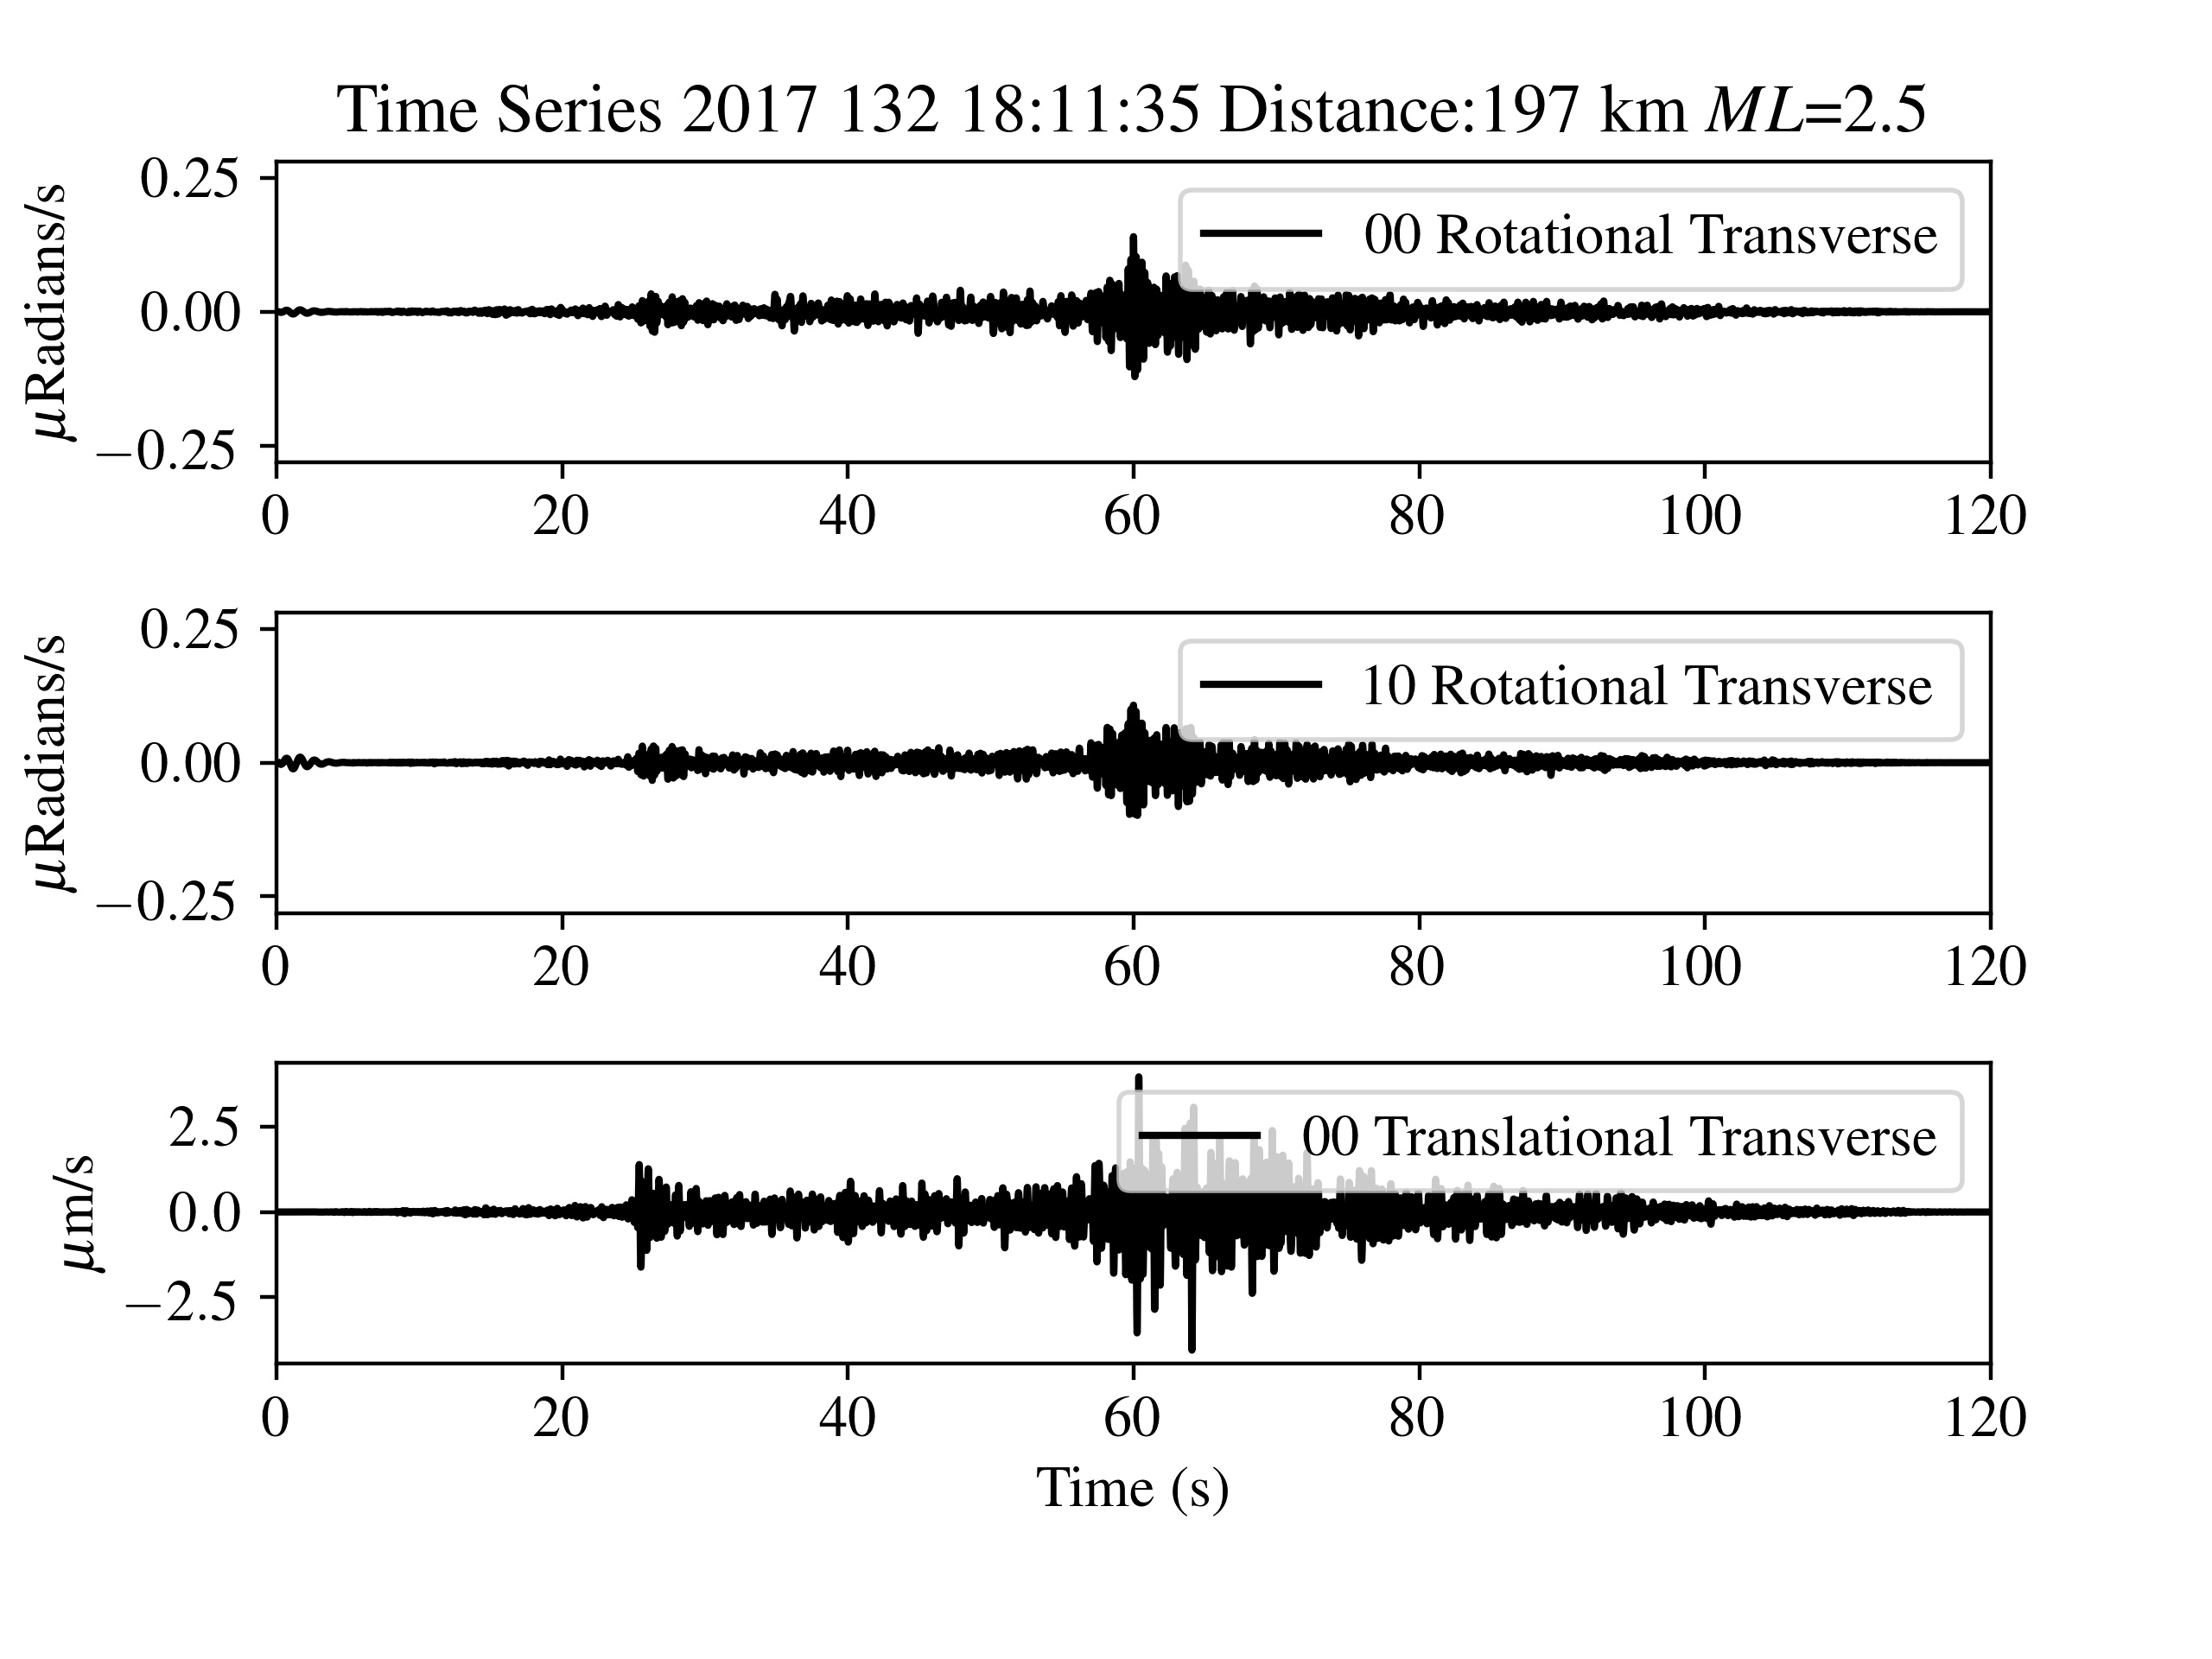 Time Series 2017 132 18:11:35 Distance:197 km ML=2.5
μRadians/s
0.25
0.00
−0.25
00 Rotational Transverse
0 20 40 60 80 100 120
μRadians/s
0.25
0.00
−0.25
10 Rotational Transverse
0 20 40 60 80 100 120
μm/s
2.5
0.0
−2.5
00 Translational Transverse
0 20 40 60 80 100 120
Time (s)